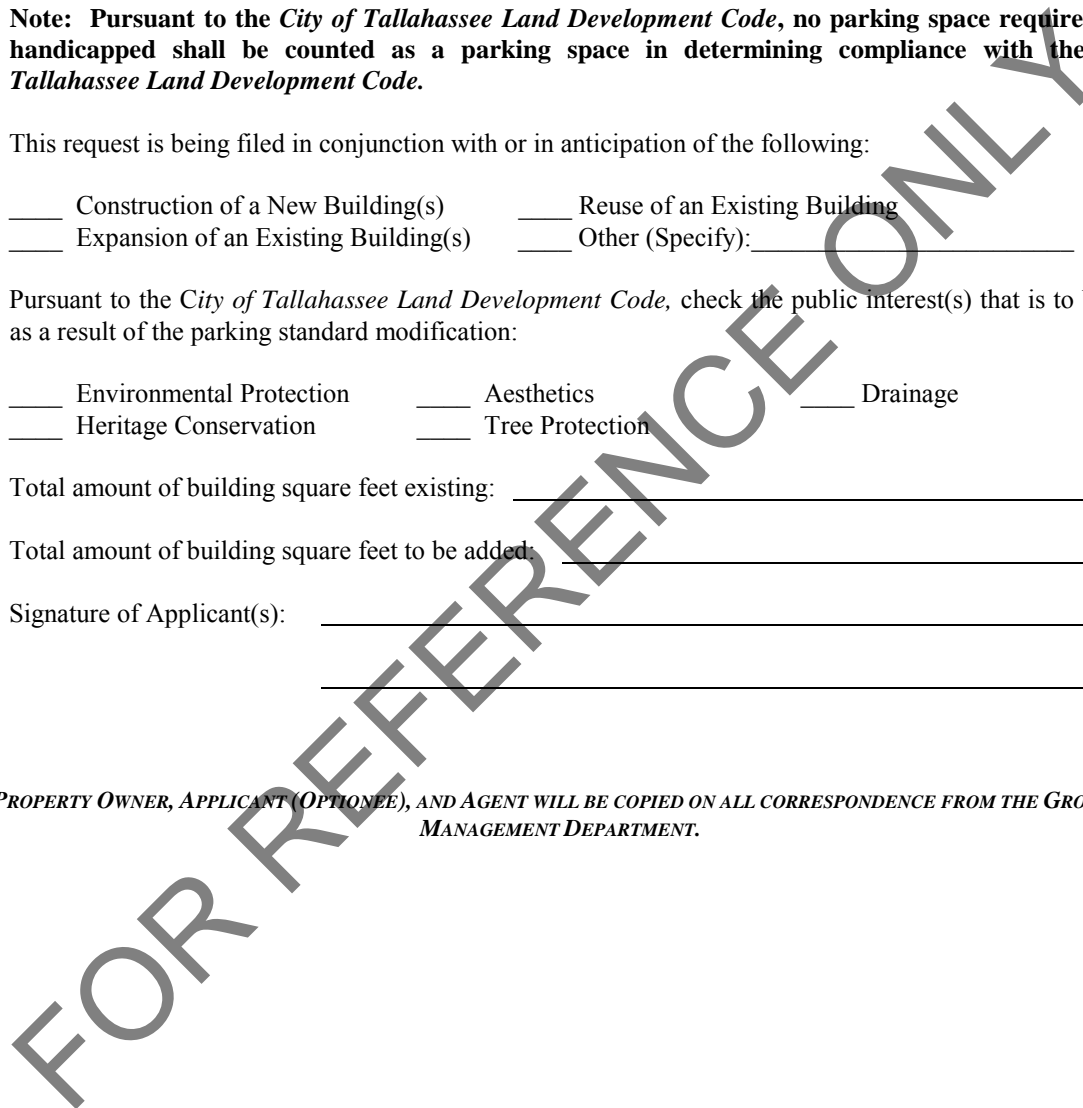 Note: Pursuant to the City of Tallahassee Land Development Code, no parking space require
handicapped shall be counted as a parking space in determining compliance with the
Tallahassee Land Development Code.
This request is being filed in conjunction with or in anticipation of the following:
____ Construction of a New Building(s) ____ Reuse of an Existing Building
____ Expansion of an Existing Building(s) ____ Other (Specify):________________________
Pursuant to the City of Tallahassee Land Development Code, check the public interest(s) that is to
as a result of the parking standard modification:
____ Environmental Protection ____ Aesthetics ____ Drainage
____ Heritage Conservation ____ Tree Protection
Total amount of building square feet existing:
Total amount of building square feet to be added:
Signature of Applicant(s):
PROPERTY OWNER, APPLICANT (OPTIONEE), AND AGENT WILL BE COPIED ON ALL CORRESPONDENCE FROM THE GRO
MANAGEMENT DEPARTMENT.
FOR REFERENCE ONLY